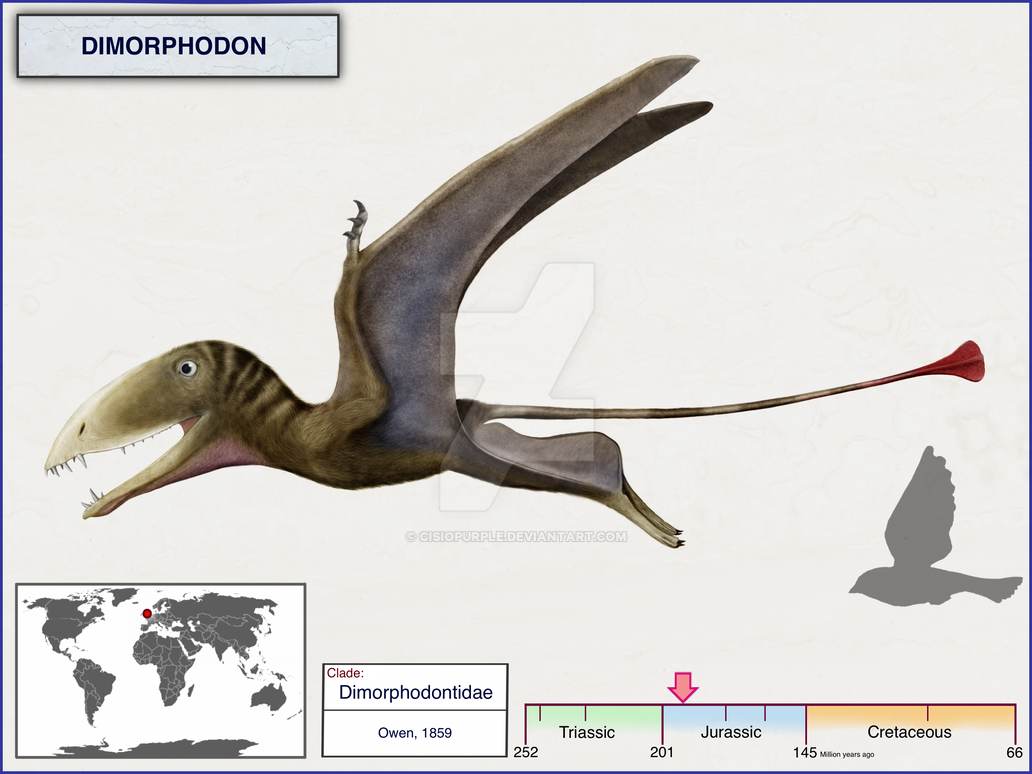 DIMORPHODON
© CISIOPURPLE.DEVIANTART.COM
Clade:
Dimorphodontidae
Owen, 1859
Triassic Jurassic Cretaceous
252 201 145 Million years ago 66